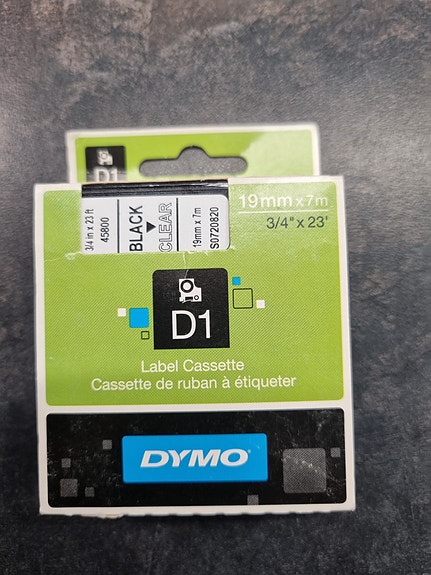 D1
3/4 in x 23 ft
45800
BLACK
CLEAR
19mm x 7m
S0720820
19mm x 7m
3/4" x 23'
D1
Label Cassette
Cassette de ruban à étiqueter
DYMO